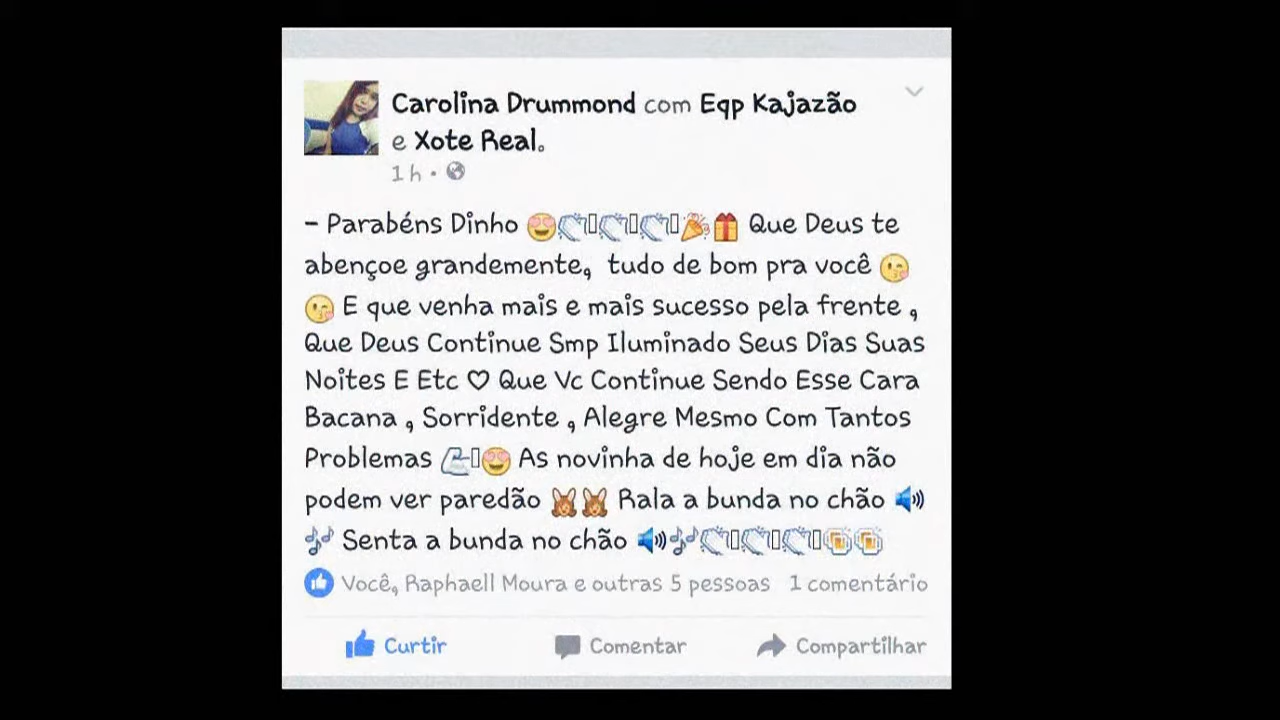 Carolina Drummond com Eqp Kajazão
e Xote Real.
1 h
- Parabéns Dinho 😍👏👏👏🎉🎁 Que Deus te
abençoe grandemente, tudo de bom pra você 😘
😘 E que venha mais e mais sucesso pela frente ,
Que Deus Continue Smp Iluminado Seus Dias Suas
Noites E Etc ♡ Que Vc Continue Sendo Esse Cara
Bacana , Sorridente , Alegre Mesmo Com Tantos
Problemas 💪😍 As novinha de hoje em dia não
podem ver paredão 👯👯 Rala a bunda no chão 🔊
🎶 Senta a bunda no chão 🔊🎶👏👏👏🍻🍻
Você, Raphaell Moura e outras 5 pessoas 1 comentário
Curtir Comentar Compartilhar